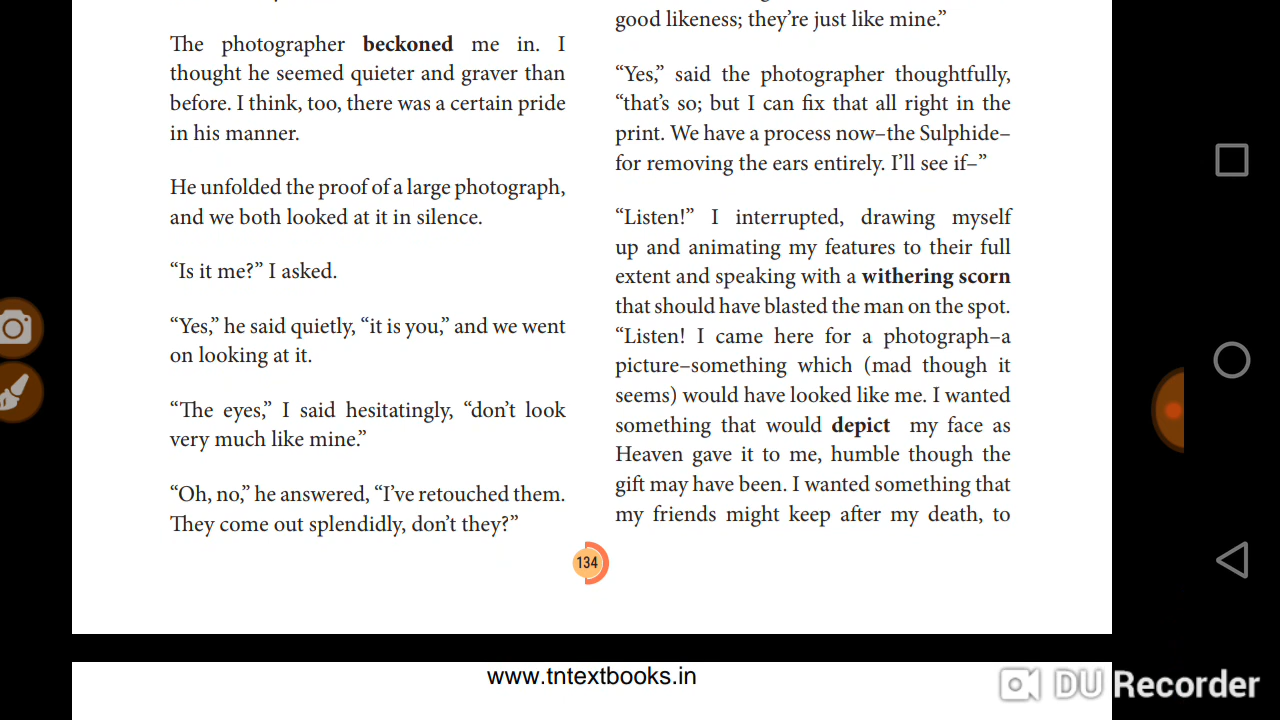 The photographer beckoned me in. I
thought he seemed quieter and graver than
before. I think, too, there was a certain pride
in his manner.
He unfolded the proof of a large photograph,
and we both looked at it in silence.
“Is it me?” I asked.
“Yes,” he said quietly, “it is you,” and we went
on looking at it.
“The eyes,” I said hesitatingly, “don’t look
very much like mine.”
“Oh, no,” he answered, “I’ve retouched them.
They come out splendidly, don’t they?”
good likeness; they’re just like mine.”
“Yes,” said the photographer thoughtfully,
“that’s so; but I can fix that all right in the
print. We have a process now–the Sulphide–
for removing the ears entirely. I’ll see if–”
“Listen!” I interrupted, drawing myself
up and animating my features to their full
extent and speaking with a withering scorn
that should have blasted the man on the spot.
“Listen! I came here for a photograph–a
picture–something which (mad though it
seems) would have looked like me. I wanted
something that would depict my face as
Heaven gave it to me, humble though the
gift may have been. I wanted something that
my friends might keep after my death, to
134
www.tntextbooks.in
DU Recorder